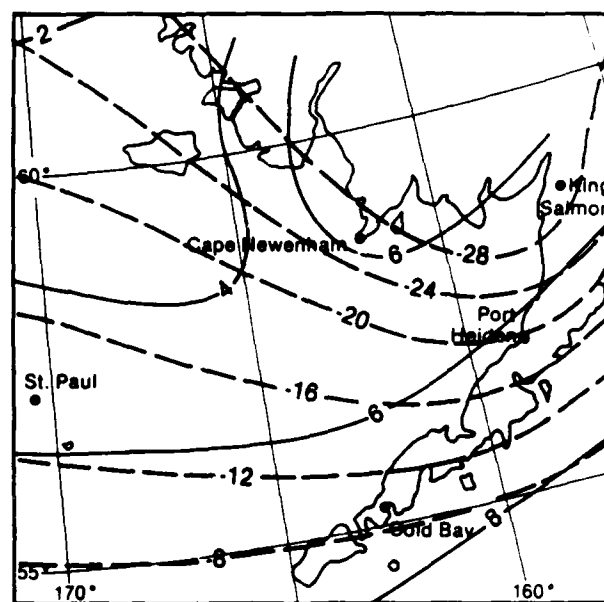 2
60°
King
Salmon
Cape Newenham
6
-28
4
-24
-20
Port
Heiden
St. Paul
-16
6
-12
Cold Bay
8
-8
55°
170°
160°